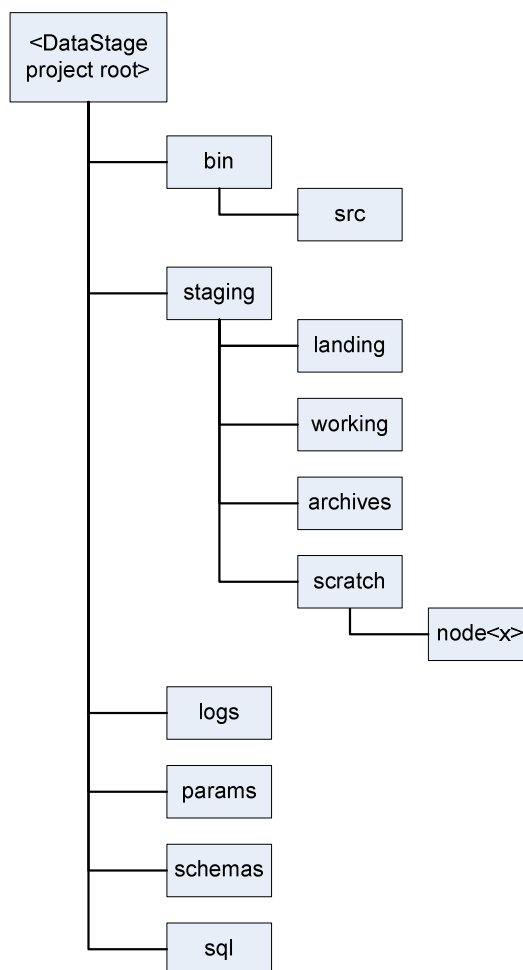 <DataStage
project root>
bin
src
staging
landing
working
archives
scratch
node<x>
logs
params
schemas
sql